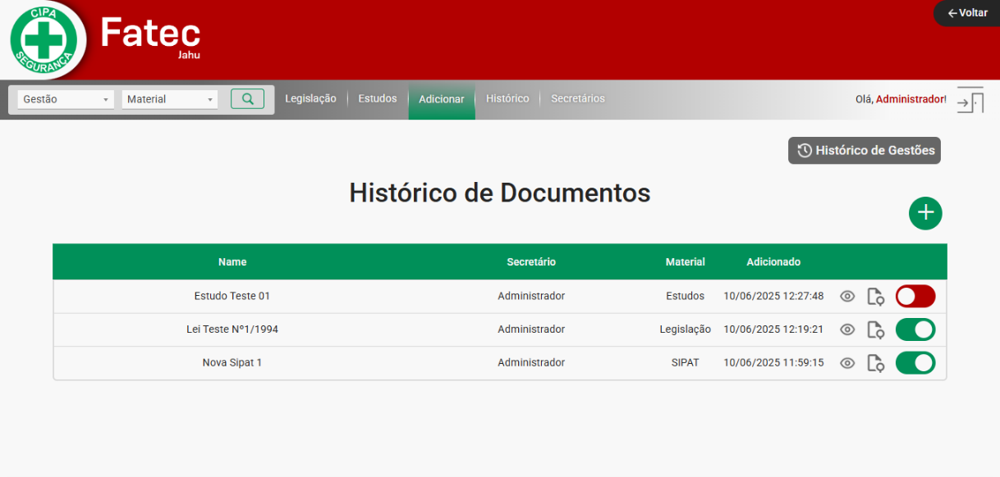 CIPA
SEGURANÇA
Fatec
Jahu
Voltar
Gestão Material Legislação Estudos Adicionar Histórico Secretários Olá, Administrador!
Histórico de Gestões
Histórico de Documentos
Name Secretário Material Adicionado
Estudo Teste 01 Administrador Estudos 10/06/2025 12:27:48
Lei Teste Nº1/1994 Administrador Legislação 10/06/2025 12:19:21
Nova Sipat 1 Administrador SIPAT 10/06/2025 11:59:15